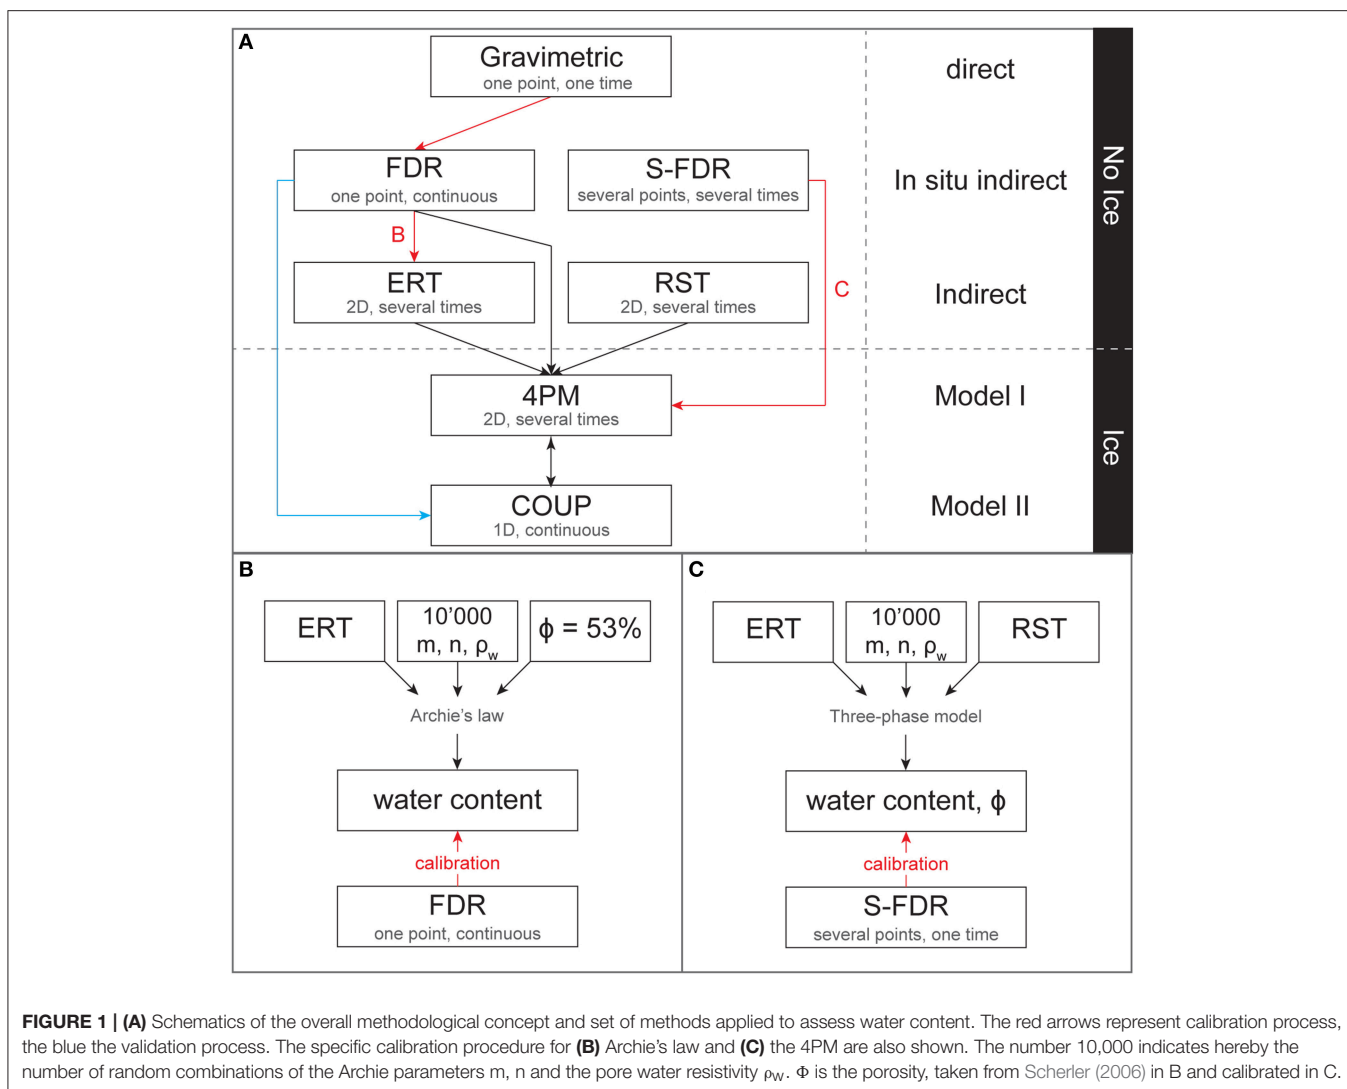 A
Gravimetric
one point, one time
direct
FDR
one point, continuous
S-FDR
several points, several times
In situ indirect
No Ice
B
ERT
2D, several times
RST
2D, several times
C
Indirect
4PM
2D, several times
Model I
Ice
COUP
1D, continuous
Model II
B
ERT
10’000
m, n, ρw
ϕ = 53%
Archie’s law
water content
calibration
FDR
one point, continuous
C
ERT
10’000
m, n, ρw
RST
Three-phase model
water content, ϕ
calibration
S-FDR
several points, one time
FIGURE 1 | (A) Schematics of the overall methodological concept and set of methods applied to assess water content. The red arrows represent calibration process,
the blue the validation process. The specific calibration procedure for (B) Archie’s law and (C) the 4PM are also shown. The number 10,000 indicates hereby the
number of random combinations of the Archie parameters m, n and the pore water resistivity ρW. Φ is the porosity, taken from Scherler (2006) in B and calibrated in C.